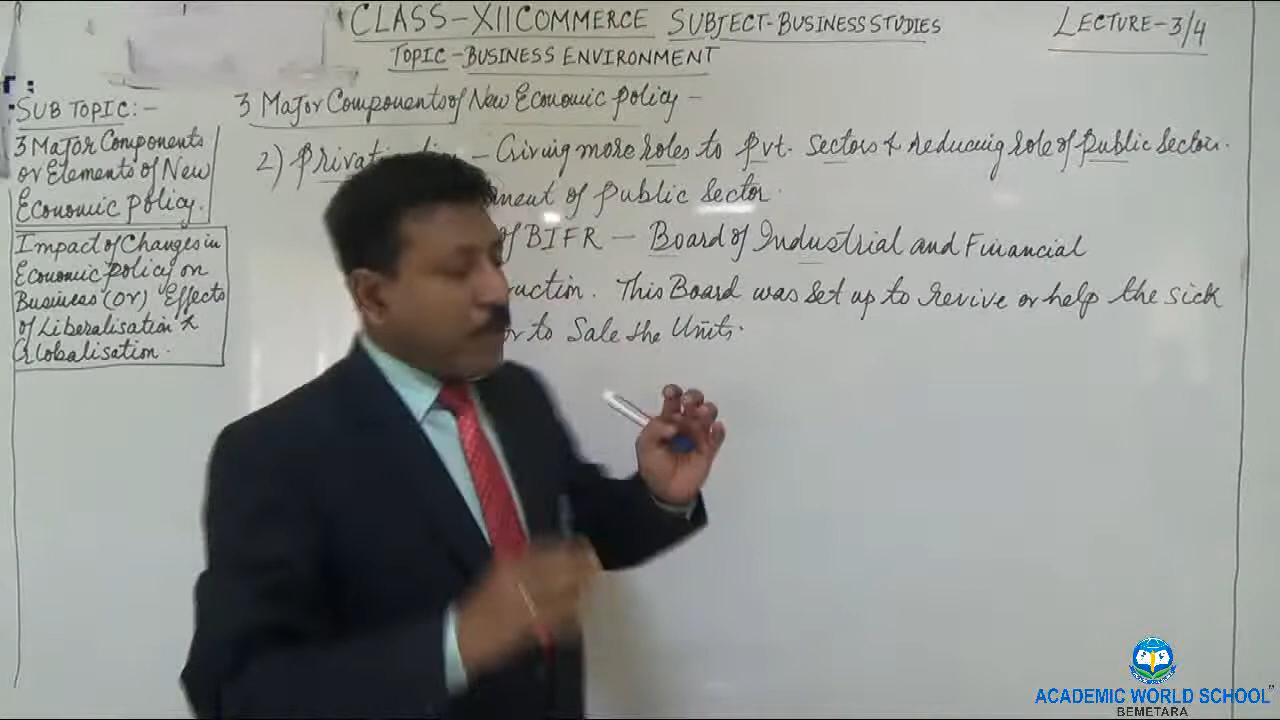 CLASS-XII COMMERCE SUBJECT-BUSINESS STUDIES
LECTURE-3/4
TOPIC-BUSINESS ENVIRONMENT
SUB TOPIC:-
3 Major Components
or Elements of New
Economic Policy.
Impact of Changes in
Economic Policy on
Business (or) Effects
of Liberalisation &
Globalisation.
3 Major Components of New Economic Policy -
2) - Giving more roles to Pvt. Sectors & reducing role of Public Sector.
of Public Sector.
of BIFR - Board of Industrial and Financial
This Board was set up to revive or help the sick
or to Sale the Units.
ACADEMIC WORLD SCHOOL"
BEMETARA